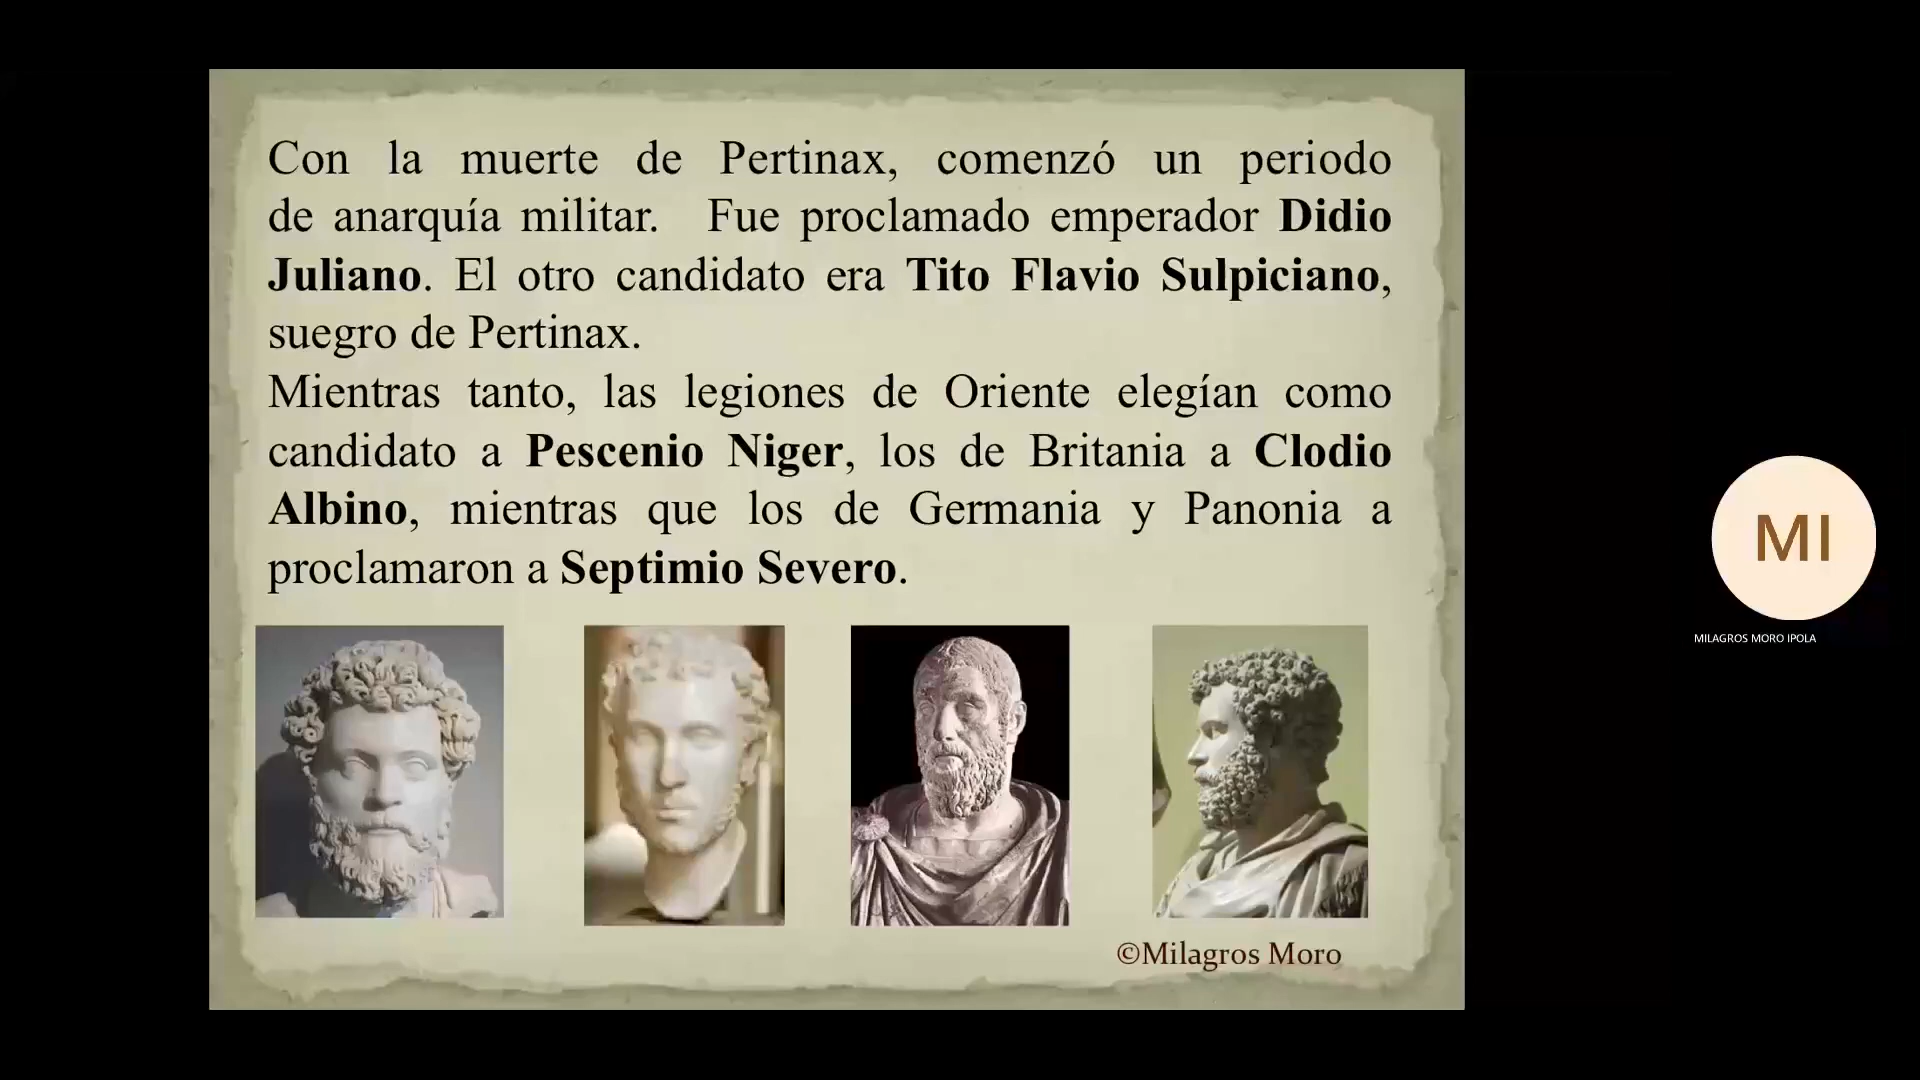 Con la muerte de Pertinax, comenzó un periodo
de anarquía militar. Fue proclamado emperador Didio
Juliano. El otro candidato era Tito Flavio Sulpiciano,
suegro de Pertinax.
Mientras tanto, las legiones de Oriente elegían como
candidato a Pescenio Niger, los de Britania a Clodio
Albino, mientras que los de Germania y Panonia a
proclamaron a Septimio Severo.
©Milagros Moro
MI
MILAGROS MORO IPOLA